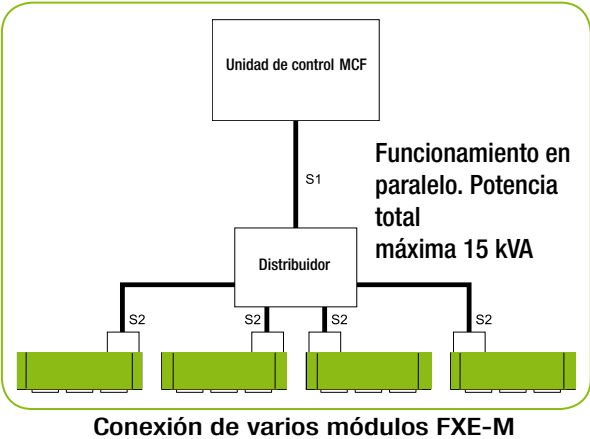 Unidad de control MCF
S1
Funcionamiento en
paralelo. Potencia
total
máxima 15 kVA
Distribuidor
S2
S2
S2
S2
Conexión de varios módulos FXE-M